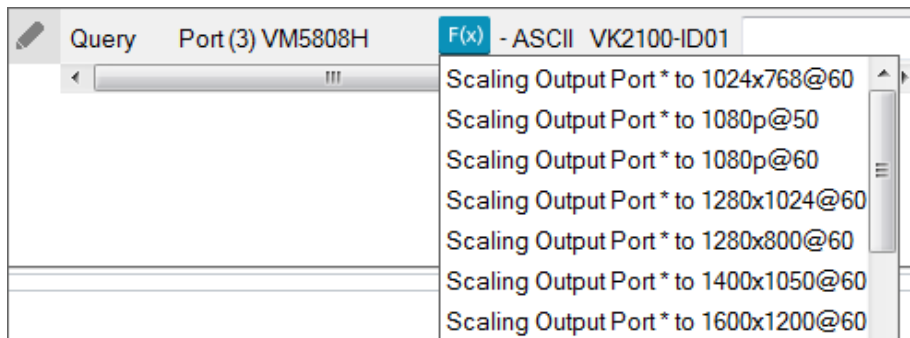 Query Port (3) VM5808H F(x) - ASCII VK2100-ID01
Scaling Output Port * to 1024x768@60
Scaling Output Port * to 1080p@50
Scaling Output Port * to 1080p@60
Scaling Output Port * to 1280x1024@60
Scaling Output Port * to 1280x800@60
Scaling Output Port * to 1400x1050@60
Scaling Output Port * to 1600x1200@60